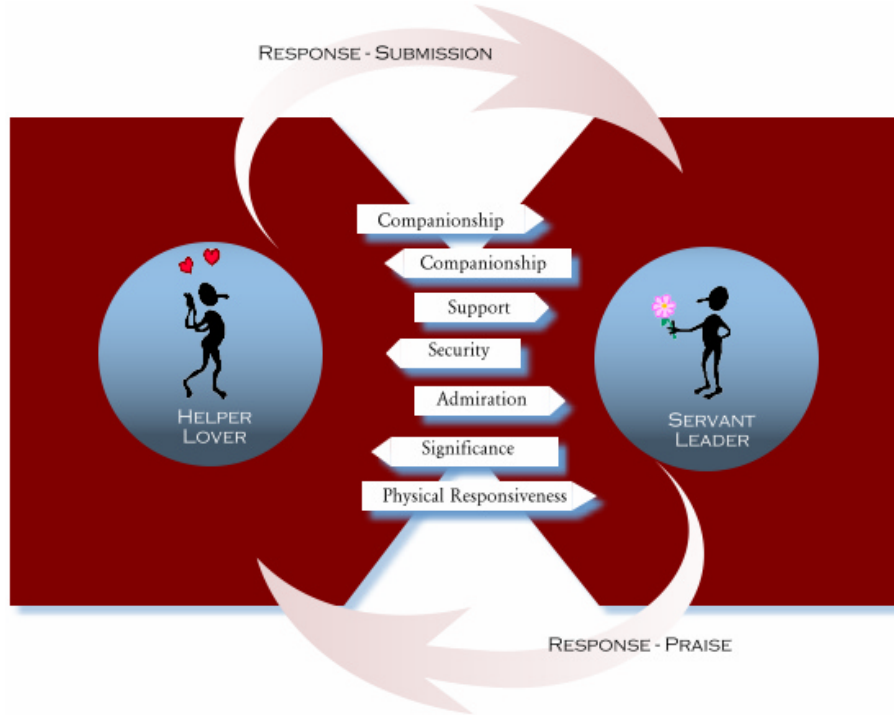 RESPONSE - SUBMISSION
Companionship
Companionship
Support
Security
Admiration
Significance
Physical Responsiveness
HELPER
LOVER
SERVANT
LEADER
RESPONSE - PRAISE